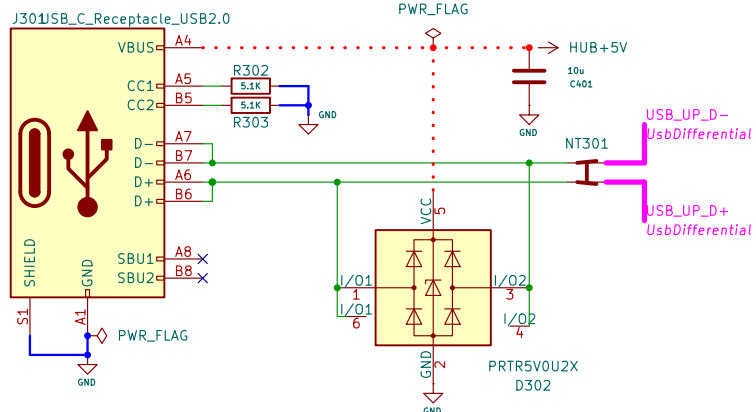 PWR_FLAG
J301USB_C_Receptacle_USB2.0
VBUS A4
HUB+5V
10u
C401
GND
CC1 A5
R302
5.1K
CC2 B5
5.1K
R303
GND
D- A7
D- B7
D+ A6
D+ B6
NT301
USB_UP_D-
UsbDifferential
USB_UP_D+
UsbDifferential
VCC
5
SBU1 A8
SBU2 B8
SHIELD
GND
S1
A1
PWR_FLAG
GND
I/O1
1
I/O1
6
I/O2
3
I/O2
4
GND
2
PRTR5V0U2X
D302
GND